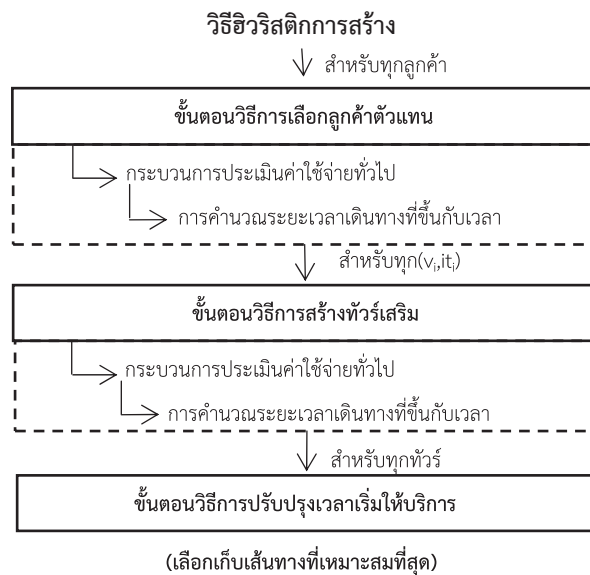 วิธีฮิวริสติกการสร้าง
สำหรับทุกลูกค้า
ขั้นตอนวิธีการเลือกลูกค้าตัวแทน
กระบวนการประเมินค่าใช้จ่ายทั่วไป
การคำนวณระยะเวลาเดินทางที่ขึ้นกับเวลา
สำหรับทุก(vᵢ,itᵢ)
ขั้นตอนวิธีการสร้างทัวร์เสริม
กระบวนการประเมินค่าใช้จ่ายทั่วไป
การคำนวณระยะเวลาเดินทางที่ขึ้นกับเวลา
สำหรับทุกทัวร์
ขั้นตอนวิธีการปรับปรุงเวลาเริ่มให้บริการ
(เลือกเก็บเส้นทางที่เหมาะสมที่สุด)